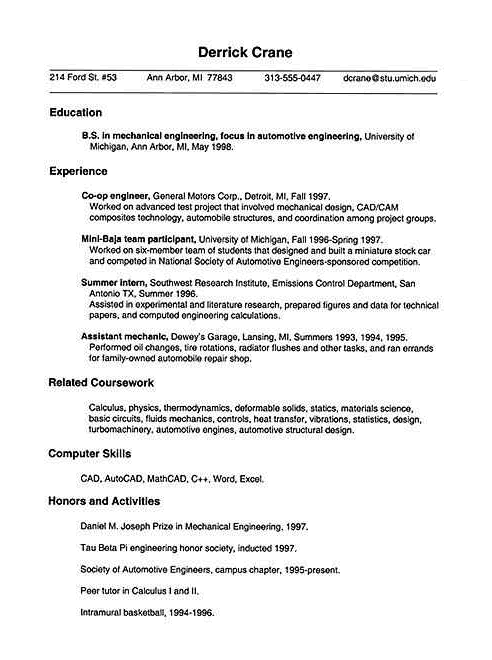 Derrick Crane
214 Ford St. #53 Ann Arbor, MI 77843 313-555-0447 dcrane@stu.umich.edu
Education
B.S. in mechanical engineering, focus in automotive engineering, University of
Michigan, Ann Arbor, MI, May 1998.
Experience
Co-op engineer, General Motors Corp., Detroit, MI, Fall 1997.
Worked on advanced test project that involved mechanical design, CAD/CAM
composites technology, automobile structures, and coordination among project groups.
Mini-Baja team participant, University of Michigan, Fall 1996-Spring 1997.
Worked on six-member team of students that designed and built a miniature stock car
and competed in National Society of Automotive Engineers-sponsored competition.
Summer intern, Southwest Research Institute, Emissions Control Department, San
Antonio TX, Summer 1996.
Assisted in experimental and literature research, prepared figures and data for technical
papers, and computed engineering calculations.
Assistant mechanic, Dewey's Garage, Lansing, MI, Summers 1993, 1994, 1995.
Performed oil changes, tire rotations, radiator flushes and other tasks, and ran errands
for family-owned automobile repair shop.
Related Coursework
Calculus, physics, thermodynamics, deformable solids, statics, materials science,
basic circuits, fluids mechanics, controls, heat transfer, vibrations, statistics, design,
turbomachinery, automotive engines, automotive structural design.
Computer Skills
CAD, AutoCAD, MathCAD, C++, Word, Excel.
Honors and Activities
Daniel M. Joseph Prize in Mechanical Engineering, 1997.
Tau Beta Pi engineering honor society, inducted 1997.
Society of Automotive Engineers, campus chapter, 1995-present.
Peer tutor in Calculus I and II.
Intramural basketball, 1994-1996.